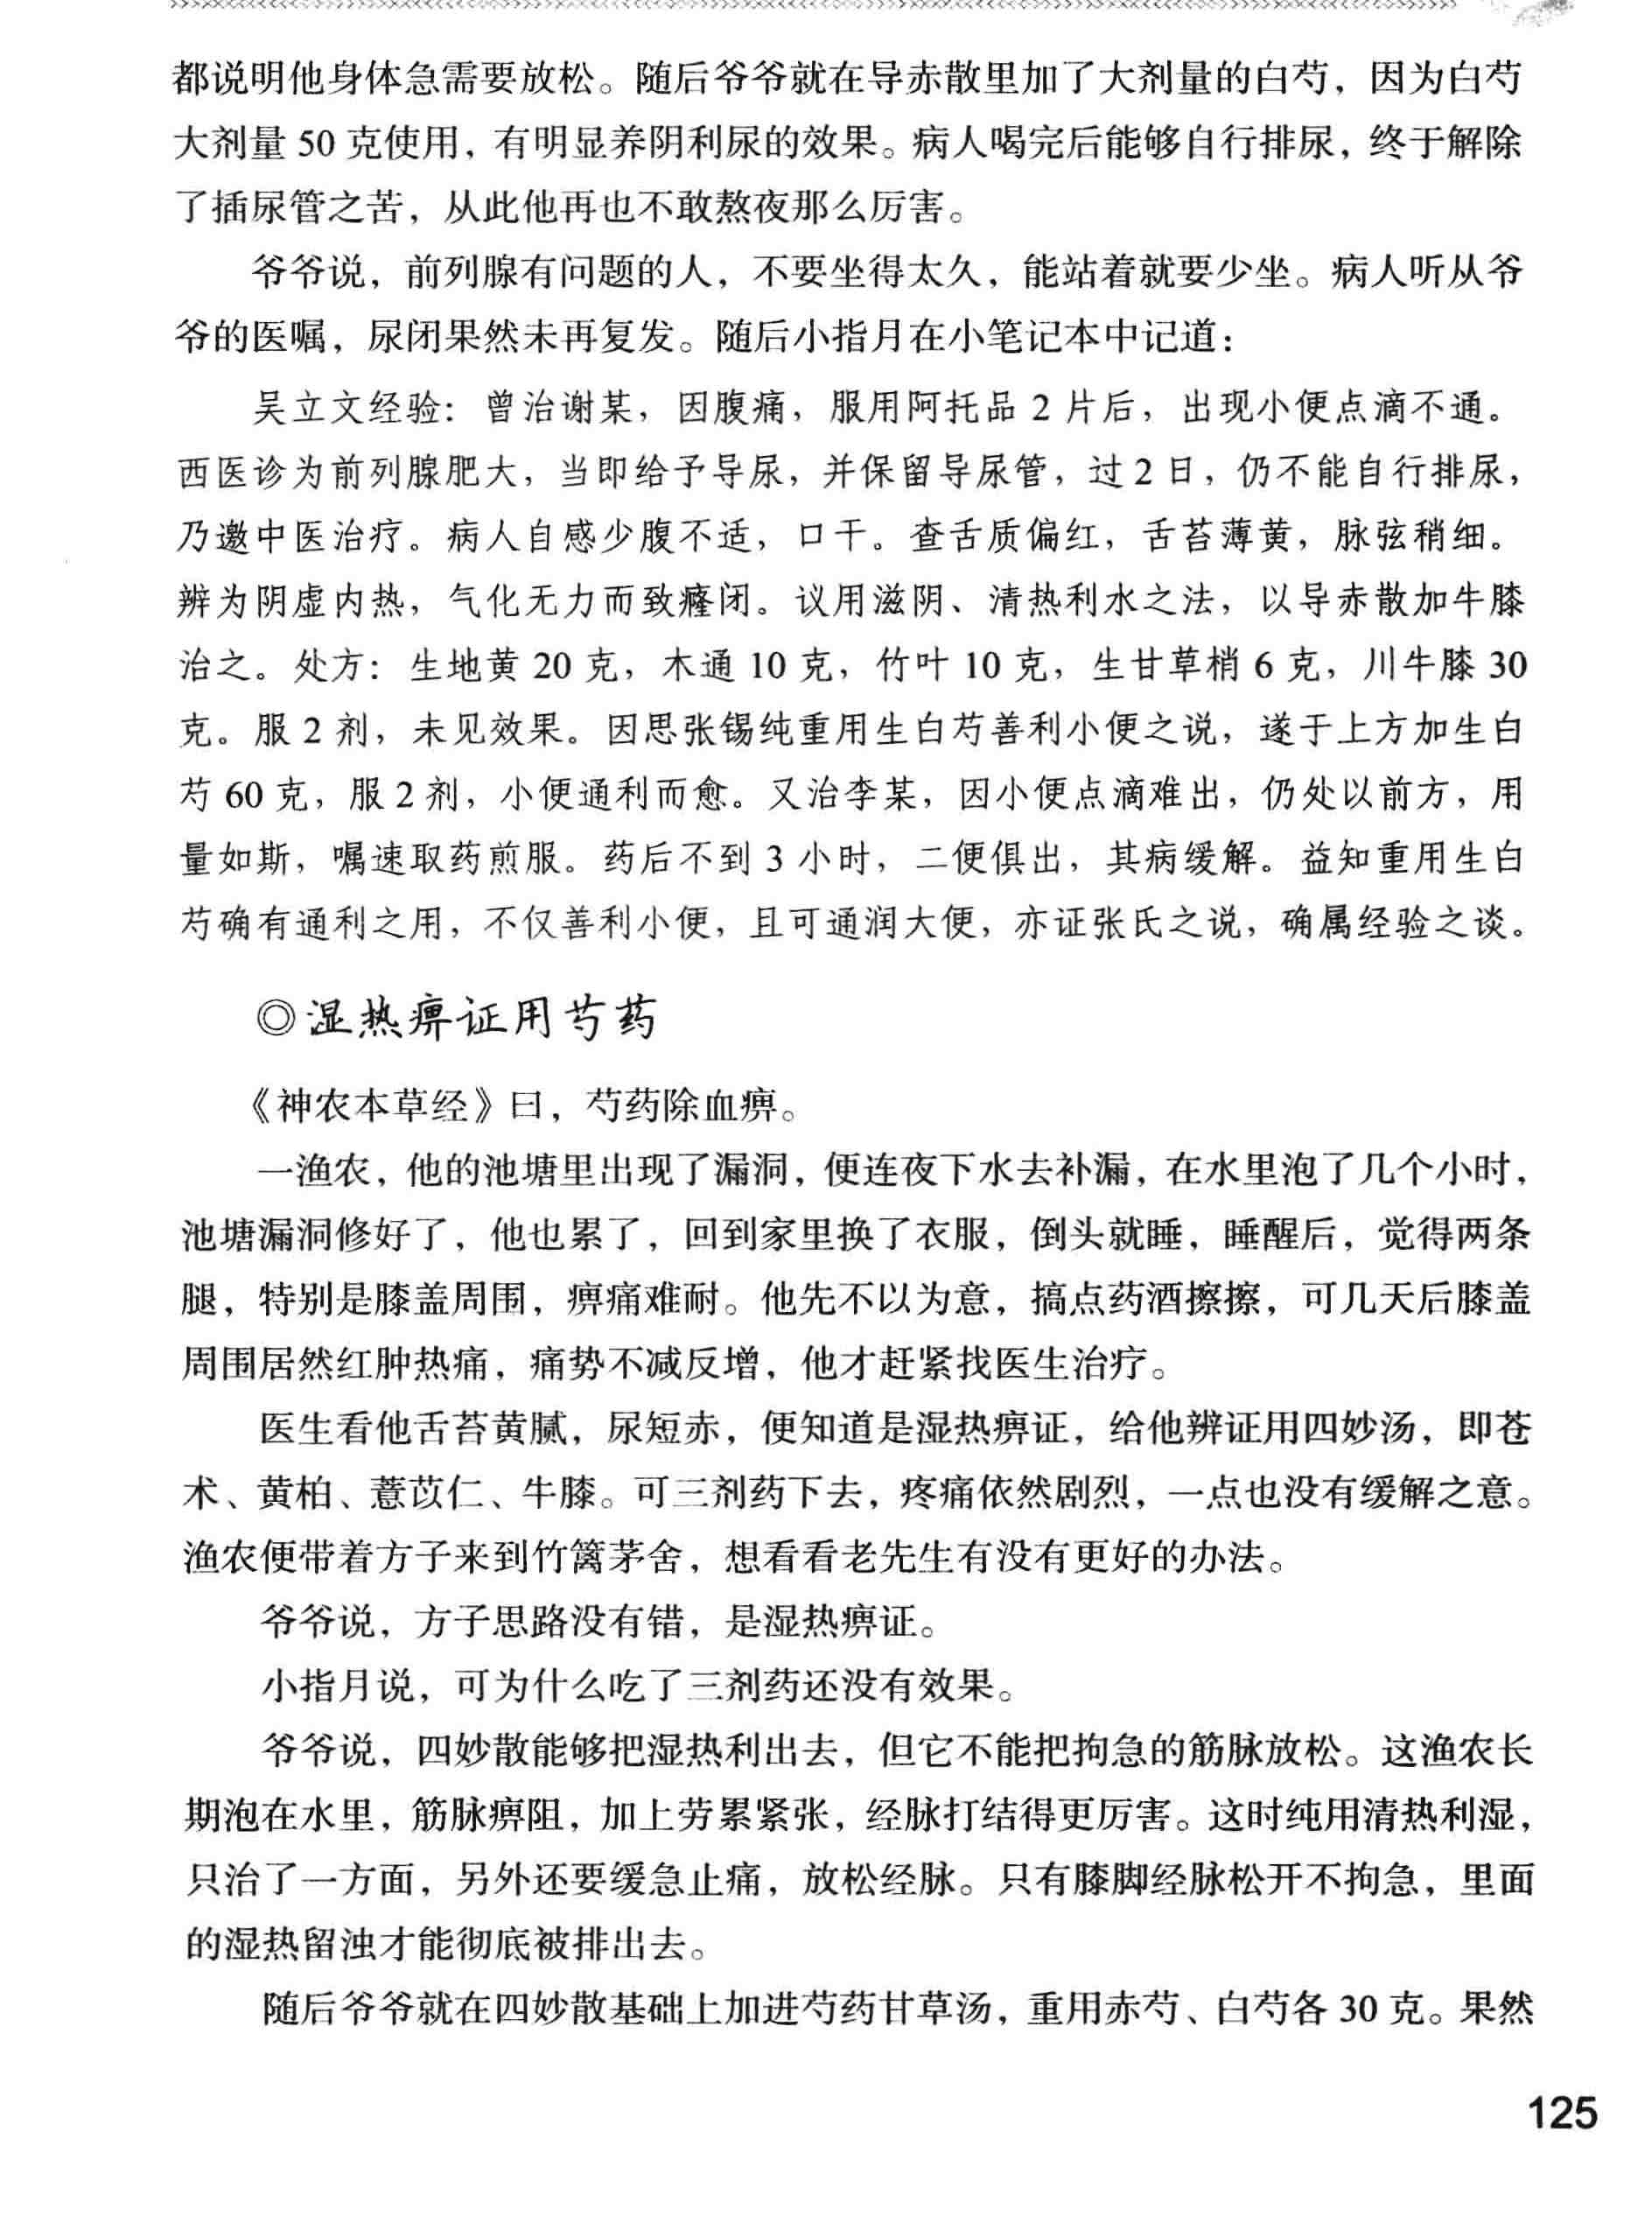 都说明他身体急需要放松。随后爷爷就在导赤散里加了大剂量的白芍，因为白芍
大剂量 50 克使用，有明显养阴利尿的效果。病人喝完后能够自行排尿，终于解除
了插尿管之苦，从此他再也不敢熬夜那么厉害。
爷爷说，前列腺有问题的人，不要坐得太久，能站着就要少坐。病人听从爷
爷的医嘱，尿闭果然未再复发。随后小指月在小笔记本中记道：
吴立文经验：曾治谢某，因腹痛，服用阿托品 2 片后，出现小便点滴不通。
西医诊为前列腺肥大，当即给予导尿，并保留导尿管，过 2 日，仍不能自行排尿，
乃邀中医治疗。病人自感少腹不适，口干。查舌质偏红，舌苔薄黄，脉弦稍细。
辨为阴虚内热，气化无力而致癃闭。议用滋阴、清热利水之法，以导赤散加牛膝
治之。处方：生地黄 20 克，木通 10 克，竹叶 10 克，生甘草梢 6 克，川牛膝 30
克。服 2 剂，未见效果。因思张锡纯重用生白芍善利小便之说，遂于上方加生白
芍 60 克，服 2 剂，小便通利而愈。又治李某，因小便点滴难出，仍处以前方，用
量如斯，嘱速取药煎服。药后不到 3 小时，二便俱出，其病缓解。益知重用生白
芍确有通利之用，不仅善利小便，且可通润大便，亦证张氏之说，确属经验之谈。
◎湿热痹证用芍药
《神农本草经》曰，芍药除血痹。
一渔农，他的池塘里出现了漏洞，便连夜下水去补漏，在水里泡了几个小时，
池塘漏洞修好了，他也累了，回到家里换了衣服，倒头就睡，睡醒后，觉得两条
腿，特别是膝盖周围，痹痛难耐。他先不以为意，搞点药酒擦擦，可几天后膝盖
周围居然红肿热痛，痛势不减反增，他才赶紧找医生治疗。
医生看他舌苔黄腻，尿短赤，便知道是湿热痹证，给他辨证用四妙汤，即苍
术、黄柏、薏苡仁、牛膝。可三剂药下去，疼痛依然剧烈，一点也没有缓解之意。
渔农便带着方子来到竹篱茅舍，想看看老先生有没有更好的办法。
爷爷说，方子思路没有错，是湿热痹证。
小指月说，可为什么吃了三剂药还没有效果。
爷爷说，四妙散能够把湿热利出去，但它不能把拘急的筋脉放松。这渔农长
期泡在水里，筋脉痹阻，加上劳累紧张，经脉打结得更厉害。这时纯用清热利湿，
只治了一方面，另外还要缓急止痛，放松经脉。只有膝脚经脉松开不拘急，里面
的湿热留浊才能彻底被排出去。
随后爷爷就在四妙散基础上加进芍药甘草汤，重用赤芍、白芍各 30 克。果然
125